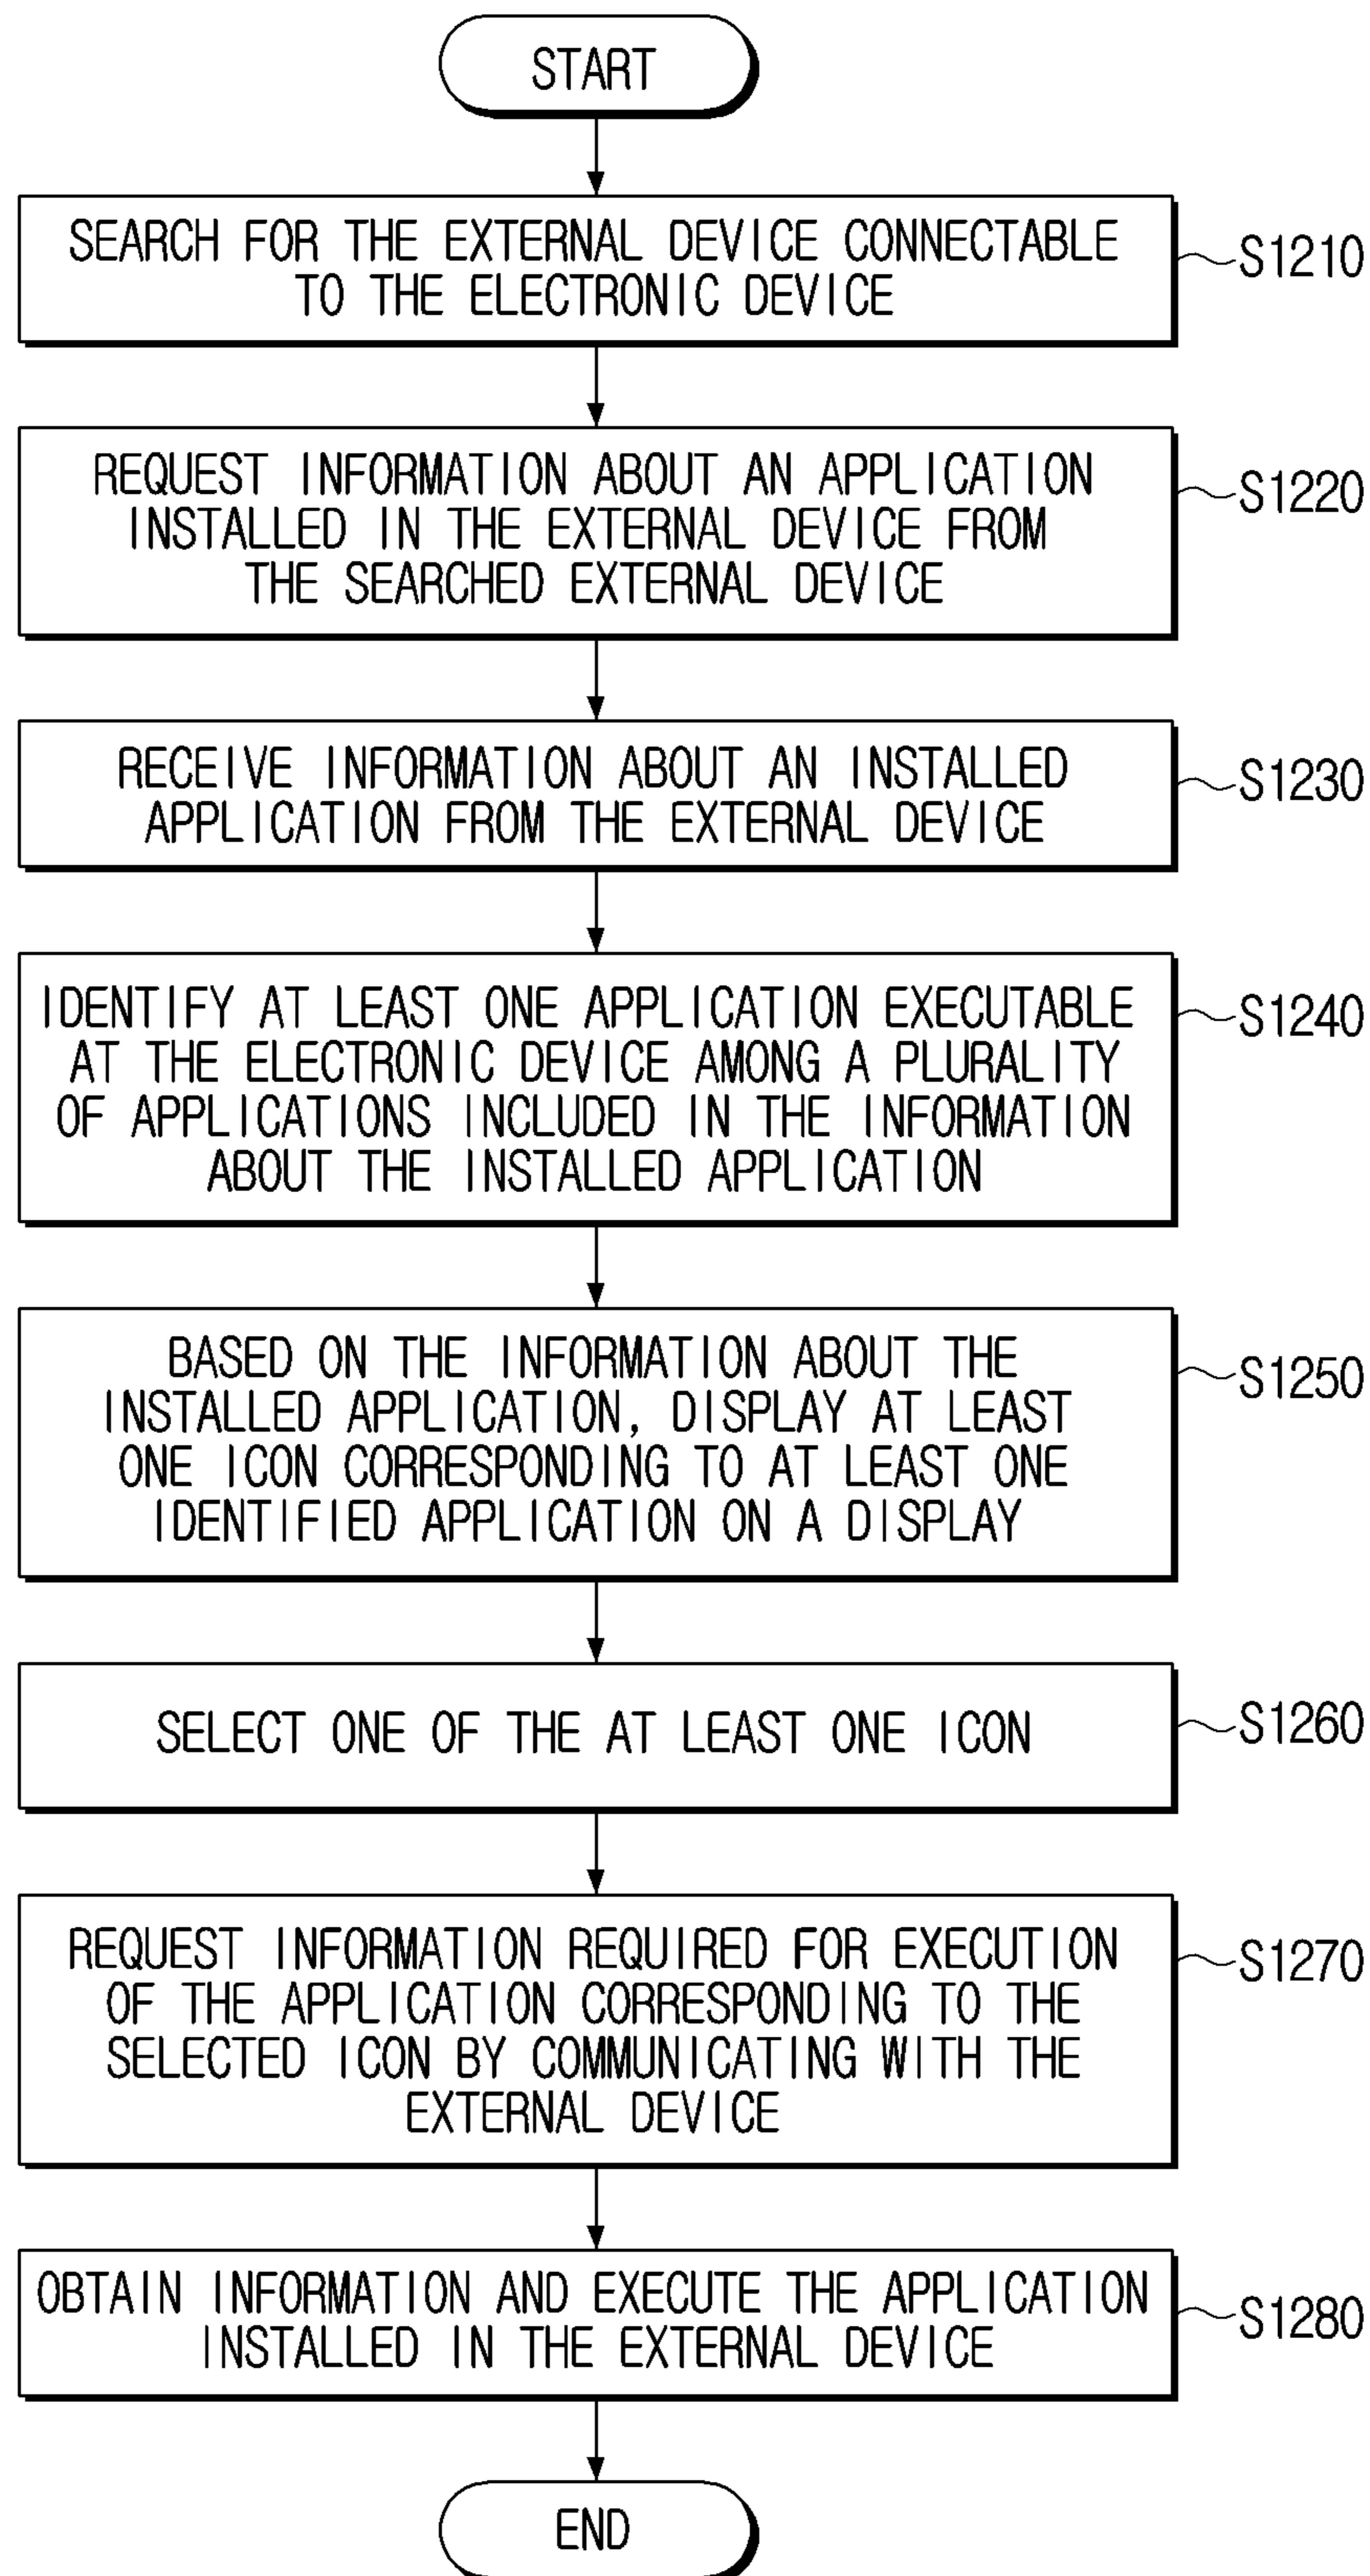 START
SEARCH FOR THE EXTERNAL DEVICE CONNECTABLE
TO THE ELECTRONIC DEVICE
S1210
REQUEST INFORMATION ABOUT AN APPLICATION
INSTALLED IN THE EXTERNAL DEVICE FROM
THE SEARCHED EXTERNAL DEVICE
S1220
RECEIVE INFORMATION ABOUT AN INSTALLED
APPLICATION FROM THE EXTERNAL DEVICE
S1230
IDENTIFY AT LEAST ONE APPLICATION EXECUTABLE
AT THE ELECTRONIC DEVICE AMONG A PLURALITY
OF APPLICATIONS INCLUDED IN THE INFORMATION
ABOUT THE INSTALLED APPLICATION
S1240
BASED ON THE INFORMATION ABOUT THE
INSTALLED APPLICATION, DISPLAY AT LEAST
ONE ICON CORRESPONDING TO AT LEAST ONE
IDENTIFIED APPLICATION ON A DISPLAY
S1250
SELECT ONE OF THE AT LEAST ONE ICON
S1260
REQUEST INFORMATION REQUIRED FOR EXECUTION
OF THE APPLICATION CORRESPONDING TO THE
SELECTED ICON BY COMMUNICATING WITH THE
EXTERNAL DEVICE
S1270
OBTAIN INFORMATION AND EXECUTE THE APPLICATION
INSTALLED IN THE EXTERNAL DEVICE
S1280
END